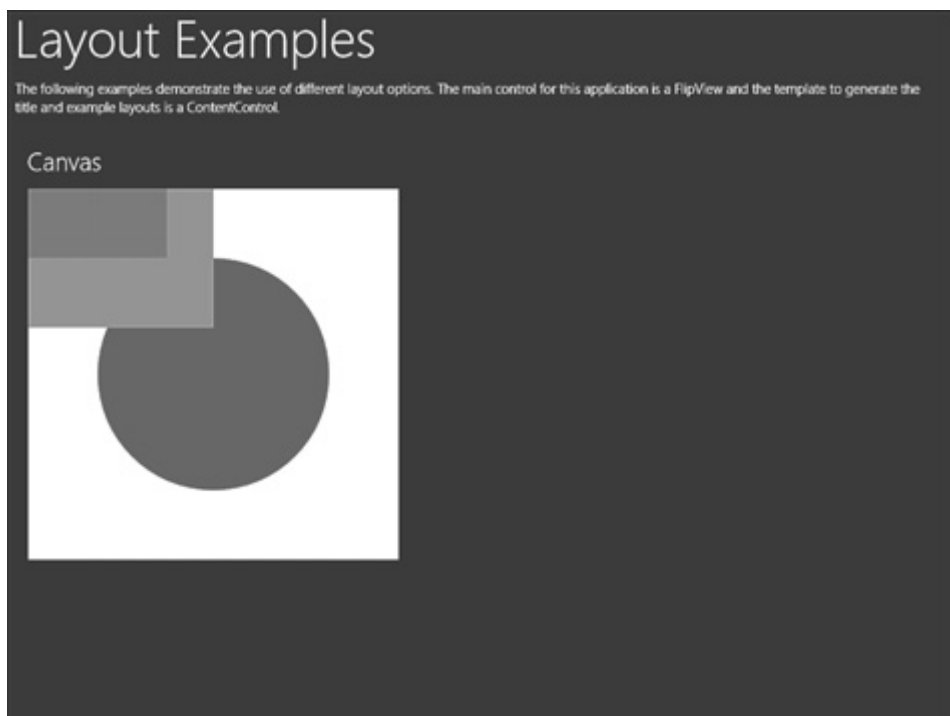 Layout Examples
The following examples demonstrate the use of different layout options. The main control for this application is a FlipView and the template to generate the
title and example layouts is a ContentControl.
Canvas